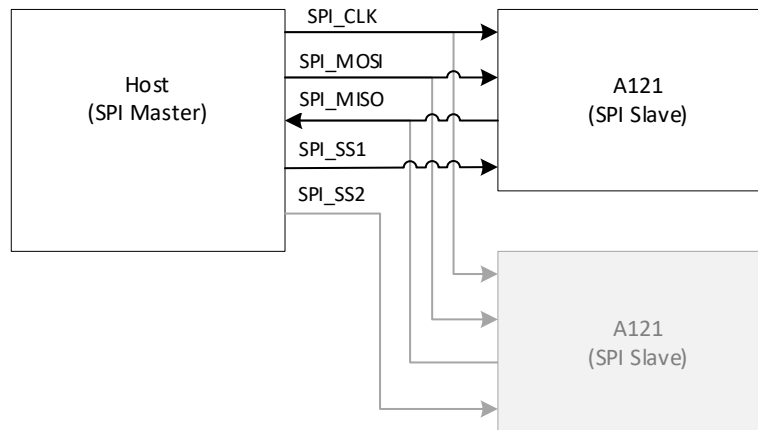 SPI_CLK
SPI_MOSI
SPI_MISO
SPI_SS1
SPI_SS2
Host
(SPI Master)
A121
(SPI Slave)
A121
(SPI Slave)